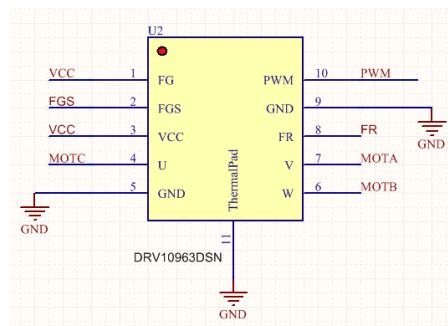 U2
VCC 1 FG PWM 10 PWM
FGS 2 FGS GND 9
VCC 3 VCC FR 8 FR
GND
MOTC 4 U V 7 MOTA
5 GND W 6 MOTB
ThermalPad
GND
11
DRV10963DSN
GND